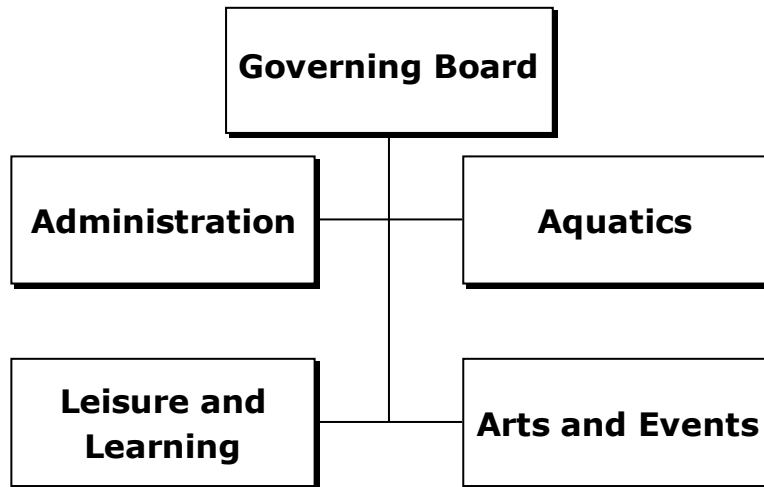 Governing Board
Administration
Aquatics
Leisure and
Learning
Arts and Events